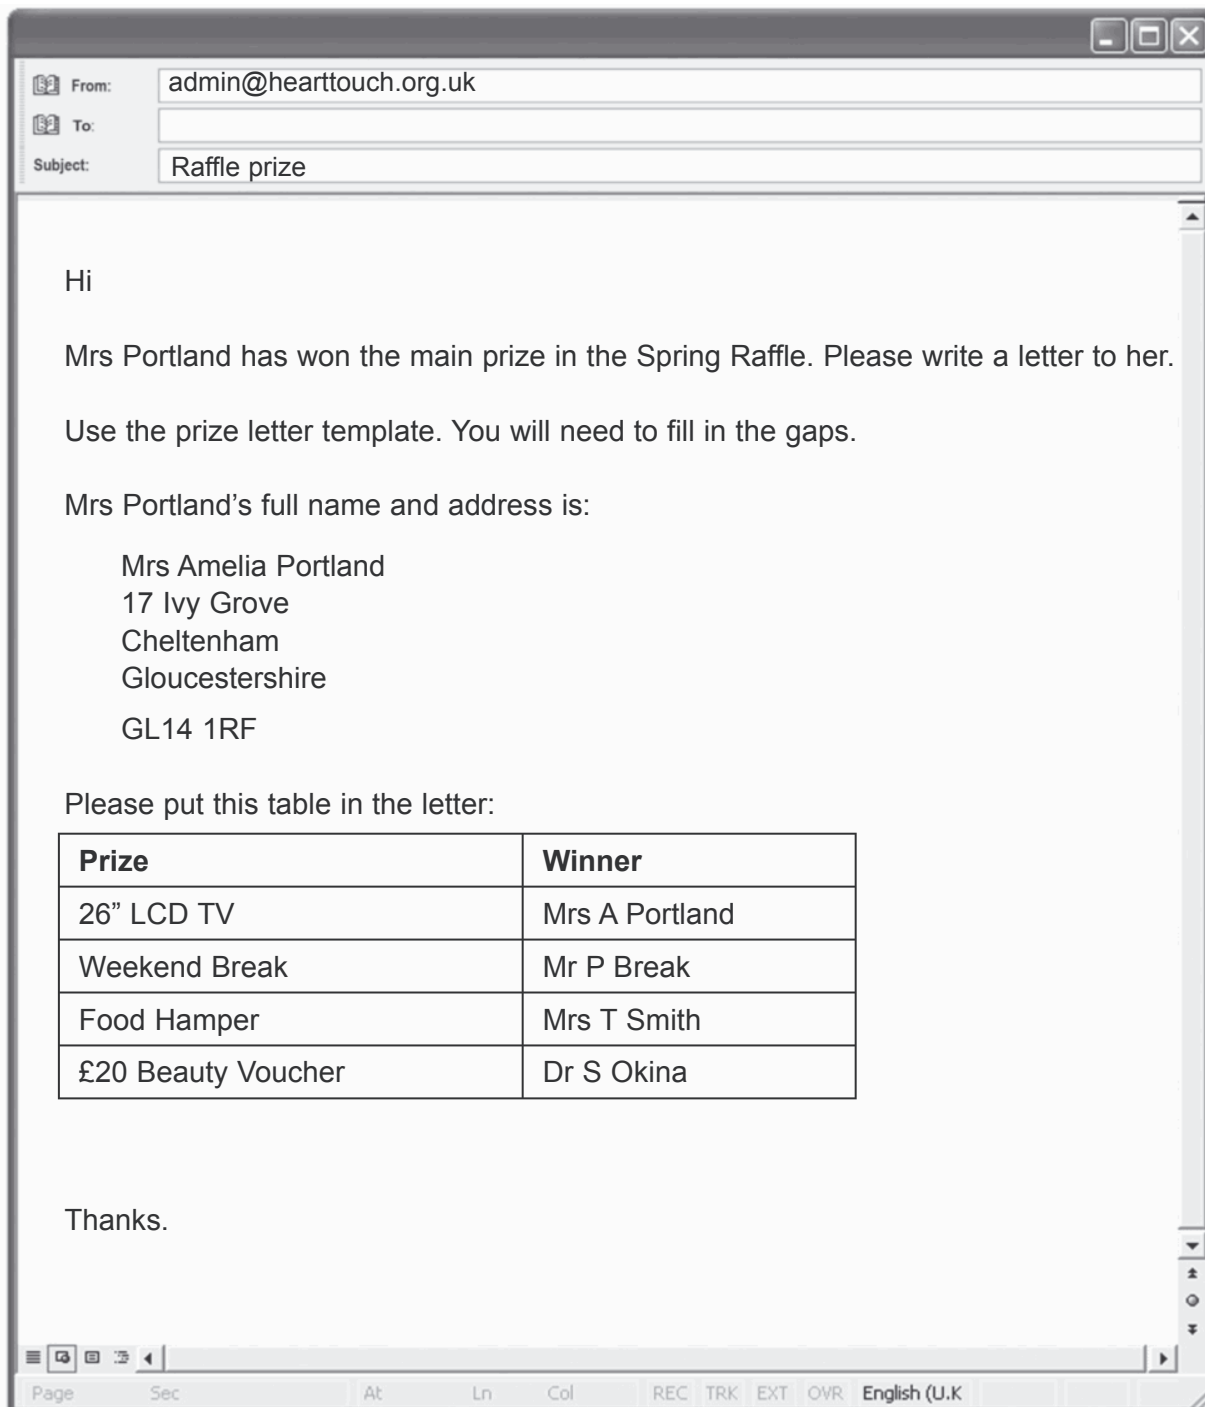 From: admin@hearttouch.org.uk
To:
Subject: Raffle prize
Hi
Mrs Portland has won the main prize in the Spring Raffle. Please write a letter to her.
Use the prize letter template. You will need to fill in the gaps.
Mrs Portland’s full name and address is:
Mrs Amelia Portland
17 Ivy Grove
Cheltenham
Gloucestershire
GL14 1RF
Please put this table in the letter:
Prize Winner
26” LCD TV Mrs A Portland
Weekend Break Mr P Break
Food Hamper Mrs T Smith
£20 Beauty Voucher Dr S Okina
Thanks.
Page Sec At Ln Col REC TRK EXT OVR English (U.K